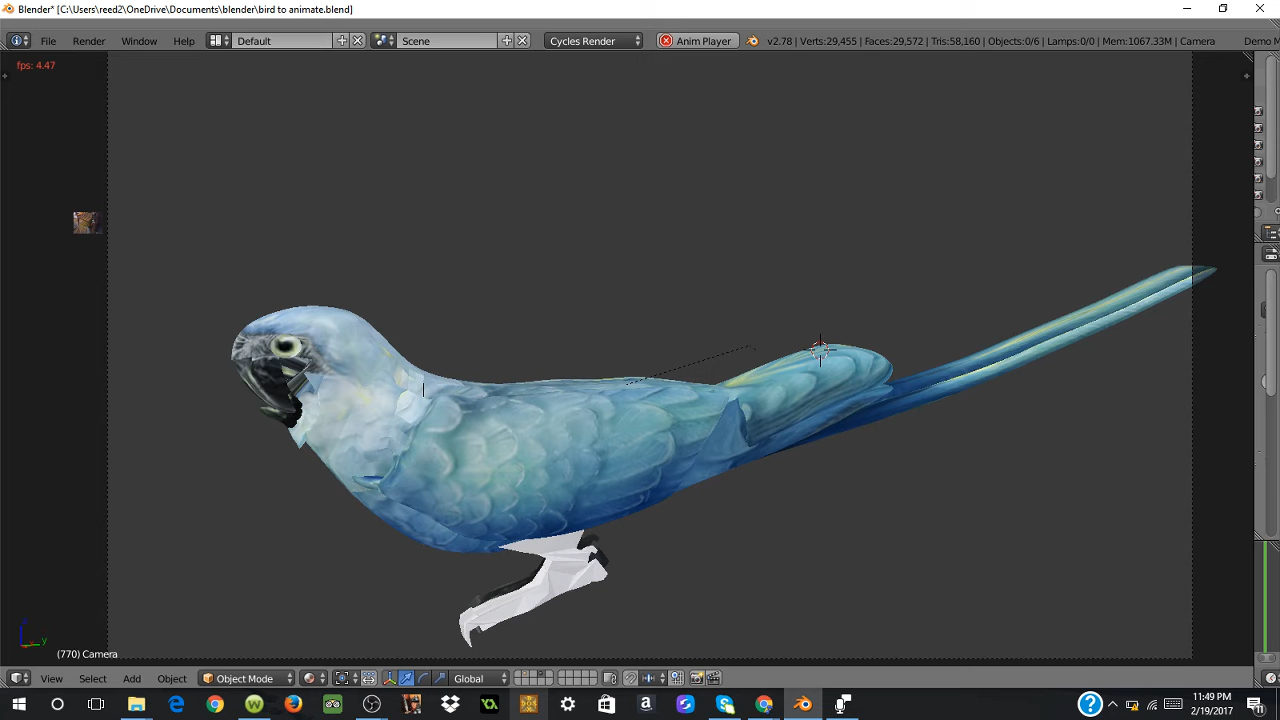 Blender* [C:\Users\reed2\OneDrive\Documents\blender\bird to animate.blend]
File Render Window Help Default Scene Cycles Render Anim Player v2.78 | Verts:29,455 | Faces:29,572 | Tris:58,160 | Objects:0/6 | Lamps:0/0 | Mem:1067.33M | Camera Demo M
fps: 4.47
z
x y
(770) Camera
View Select Add Object Object Mode Global
11:49 PM
2/19/2017